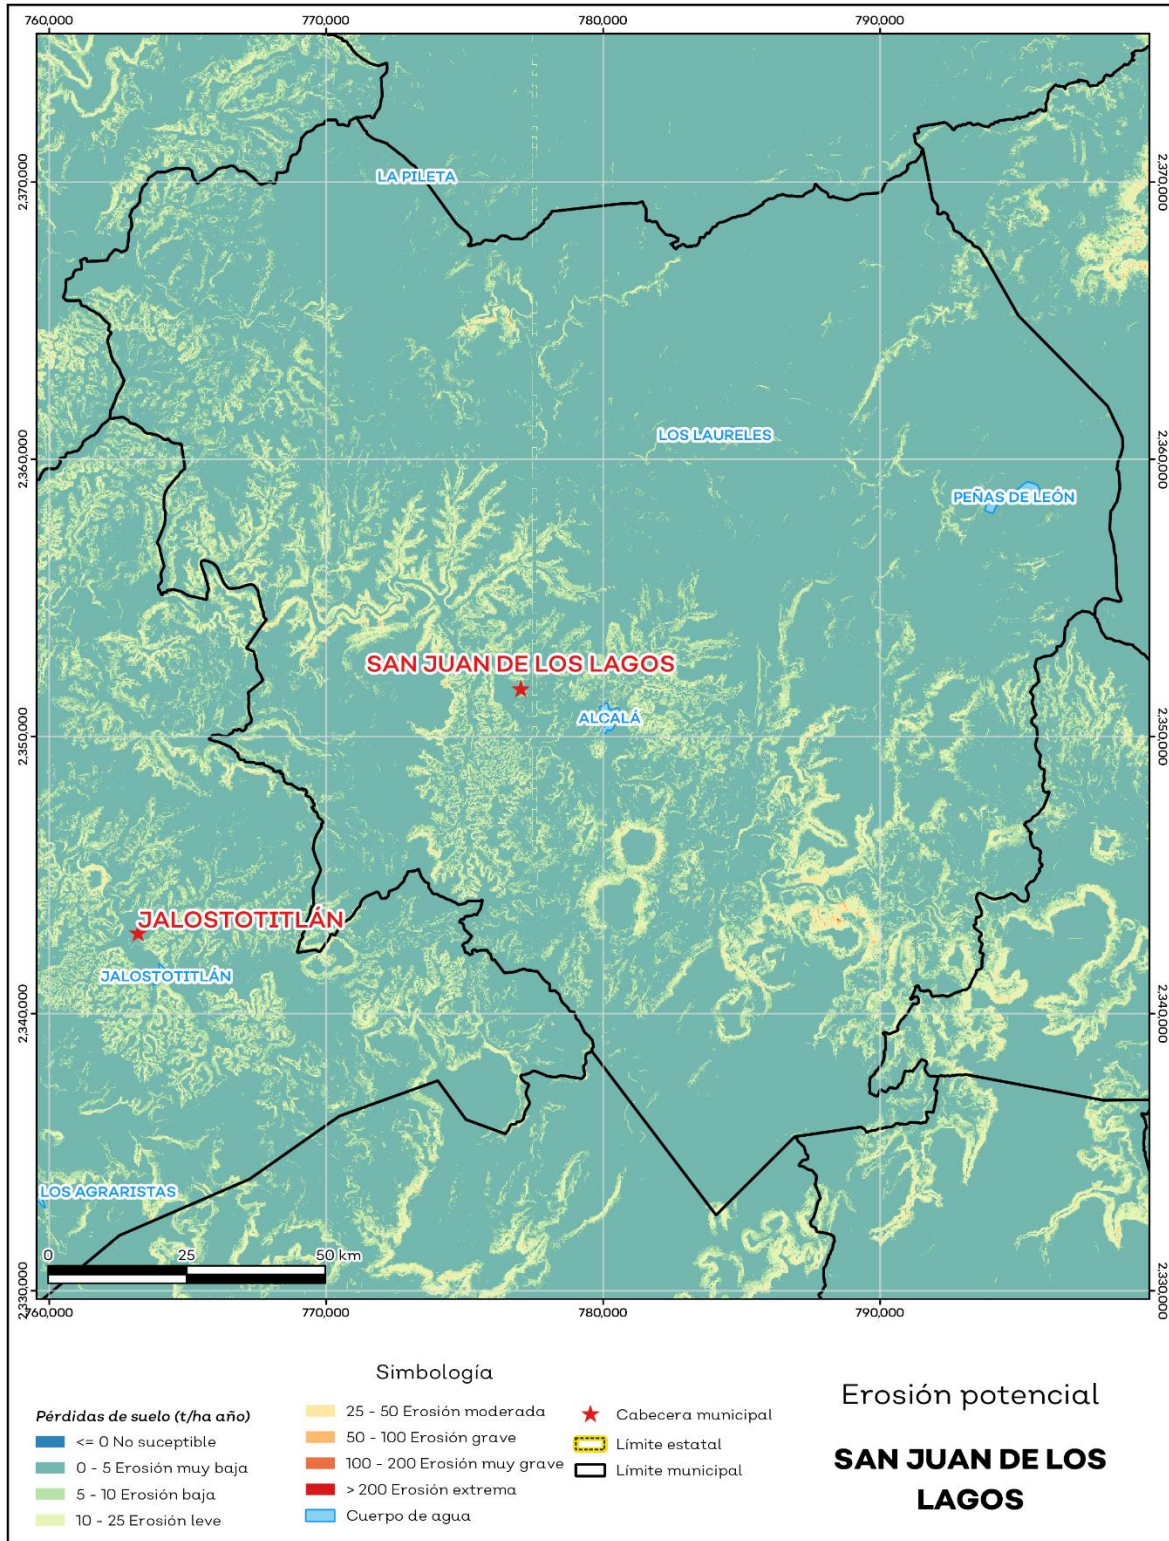 760,000
770,000
780,000
790,000
2,370,000
2,370,000
LA PILETA
LOS LAURELES
2,360,000
2,360,000
PEÑAS DE LEÓN
SAN JUAN DE LOS LAGOS
ALCALÁ
2,350,000
2,350,000
JALOSTOTITLÁN
JALOSTOTITLÁN
2,340,000
2,340,000
LOS AGRARISTAS
0
25
50 km
2,330,000
2,330,000
760,000
770,000
780,000
790,000
Simbología
Pérdidas de suelo (t/ha año)
<= 0 No suceptible
0 - 5 Erosión muy baja
5 - 10 Erosión baja
10 - 25 Erosión leve
25 - 50 Erosión moderada
50 - 100 Erosión grave
100 - 200 Erosión muy grave
> 200 Erosión extrema
Cuerpo de agua
Cabecera municipal
Límite estatal
Límite municipal
Erosión potencial
SAN JUAN DE LOS
LAGOS